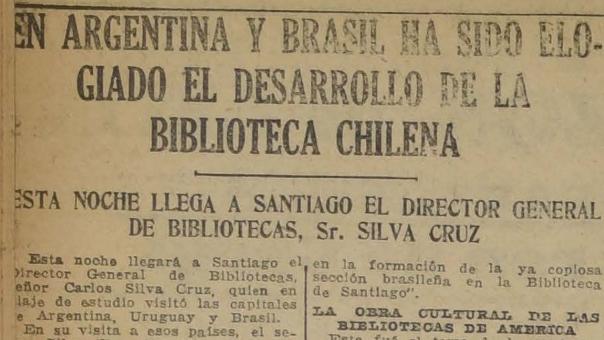 EN ARGENTINA Y BRASIL HA SIDO ELO-
GIADO EL DESARROLLO DE LA
BIBLIOTECA CHILENA
ESTA NOCHE LLEGA A SANTIAGO EL DIRECTOR GENERAL
DE BIBLIOTECAS, Sr. SILVA CRUZ
Esta noche llegará a Santiago el
Director General de Bibliotecas,
señor Carlos Silva Cruz, quien en
viaje de estudio visitó las capitales
de Argentina, Uruguay y Brasil.
En su visita a esos países, el se-
en la formación de la ya copiosa
sección brasileña en la Biblioteca
de Santiago".
LA OBRA CULTURAL DE LAS
BIBLIOTECAS DE AMERICA